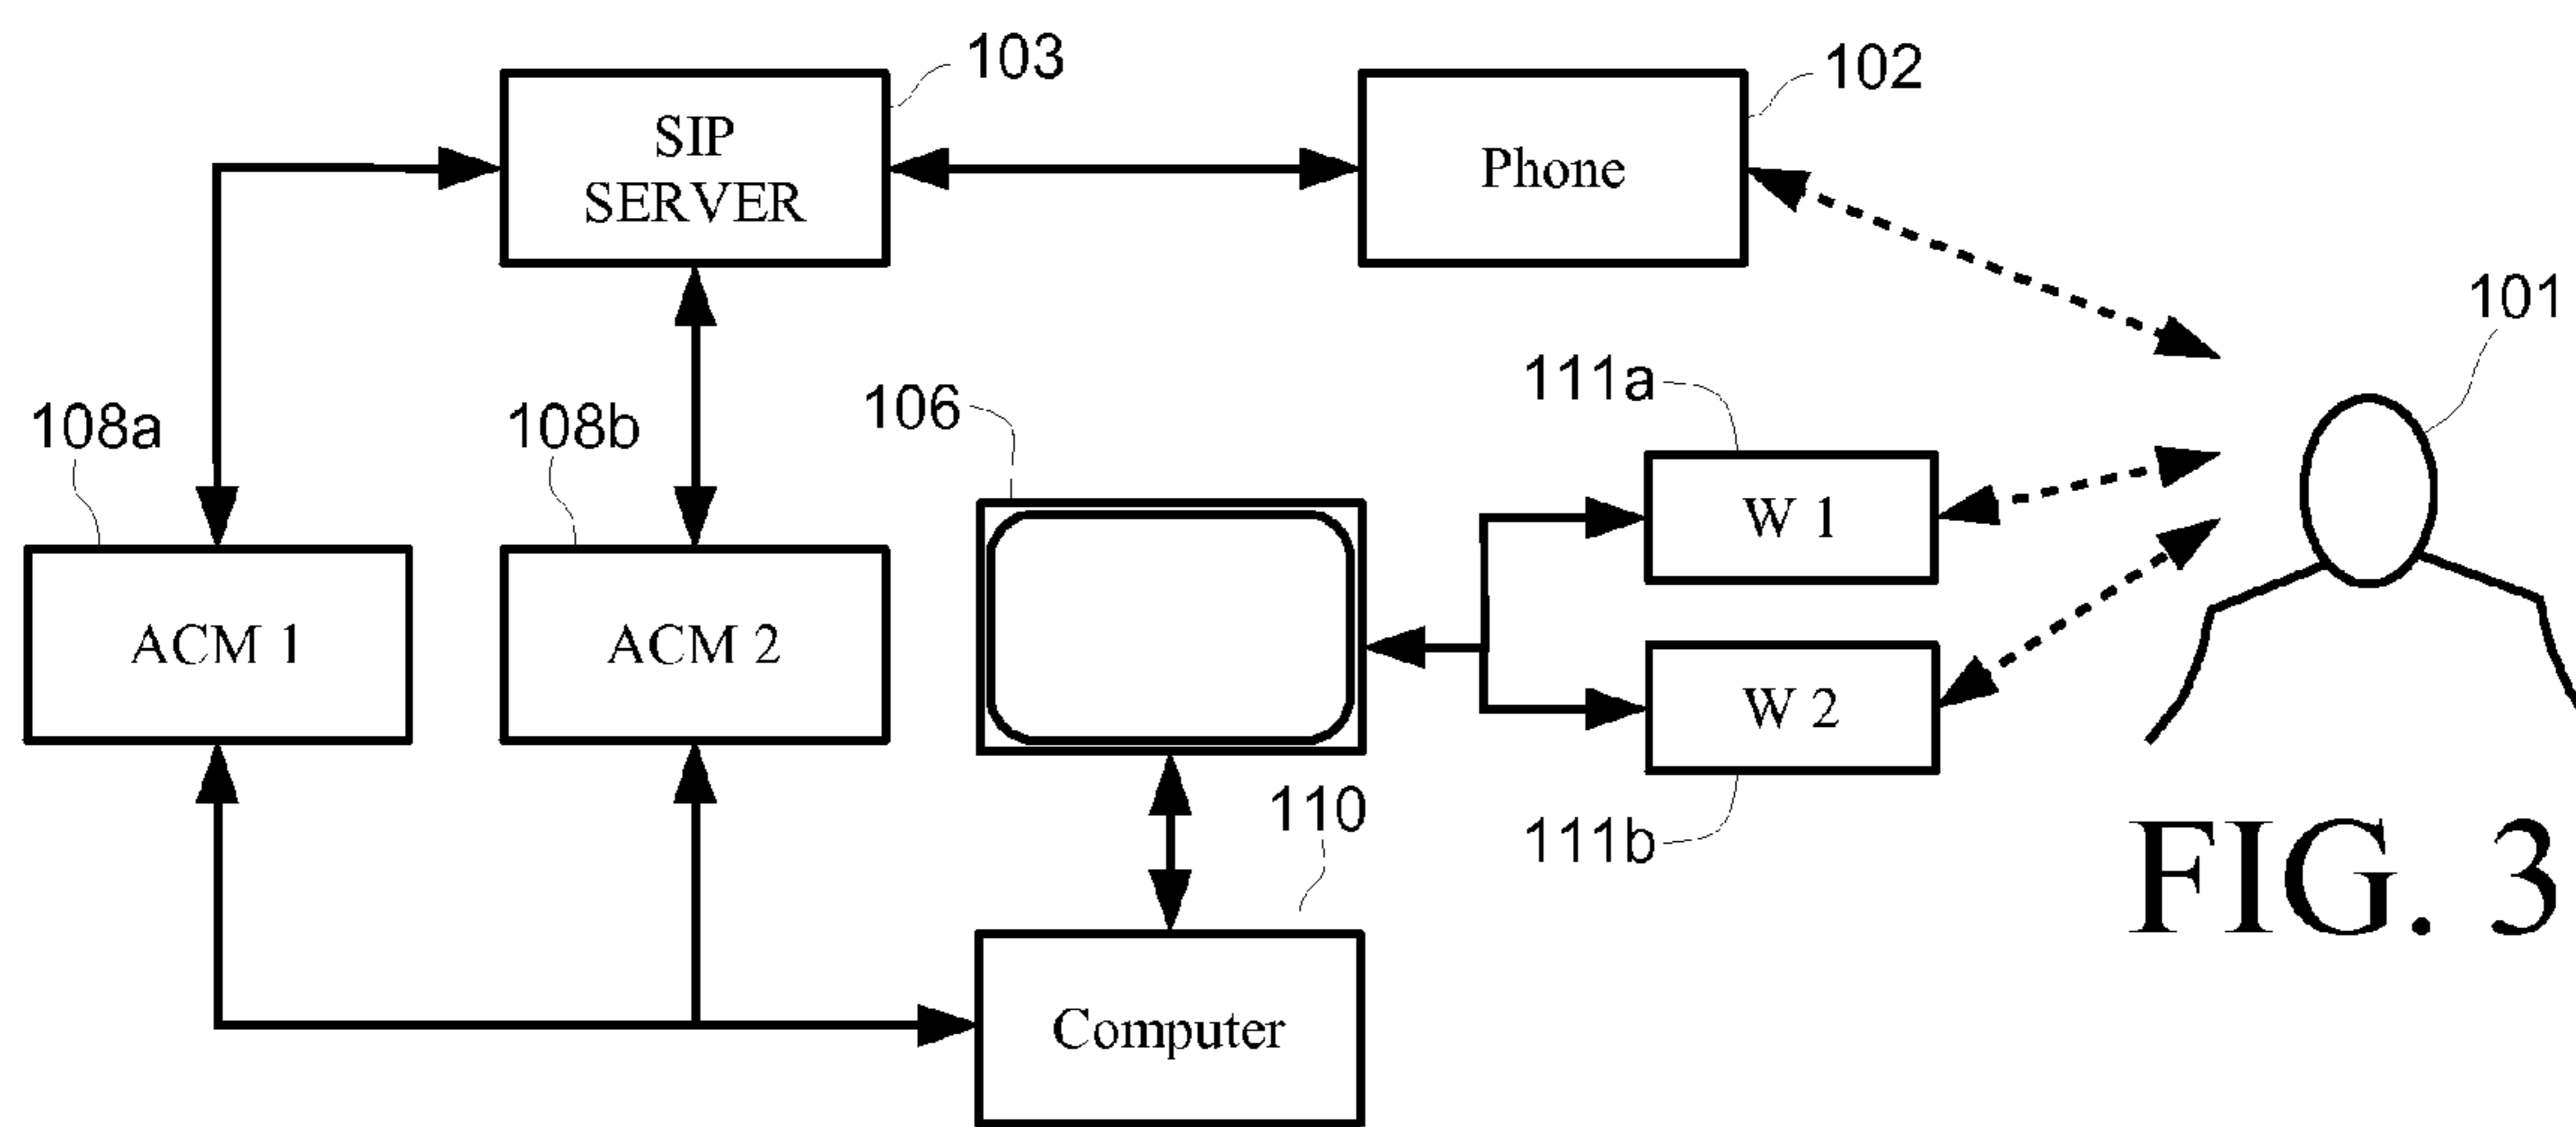 103
102
SIP
SERVER
Phone
101
111a
106
108a
108b
W 1
ACM 1
ACM 2
W 2
110
111b
FIG. 3
Computer